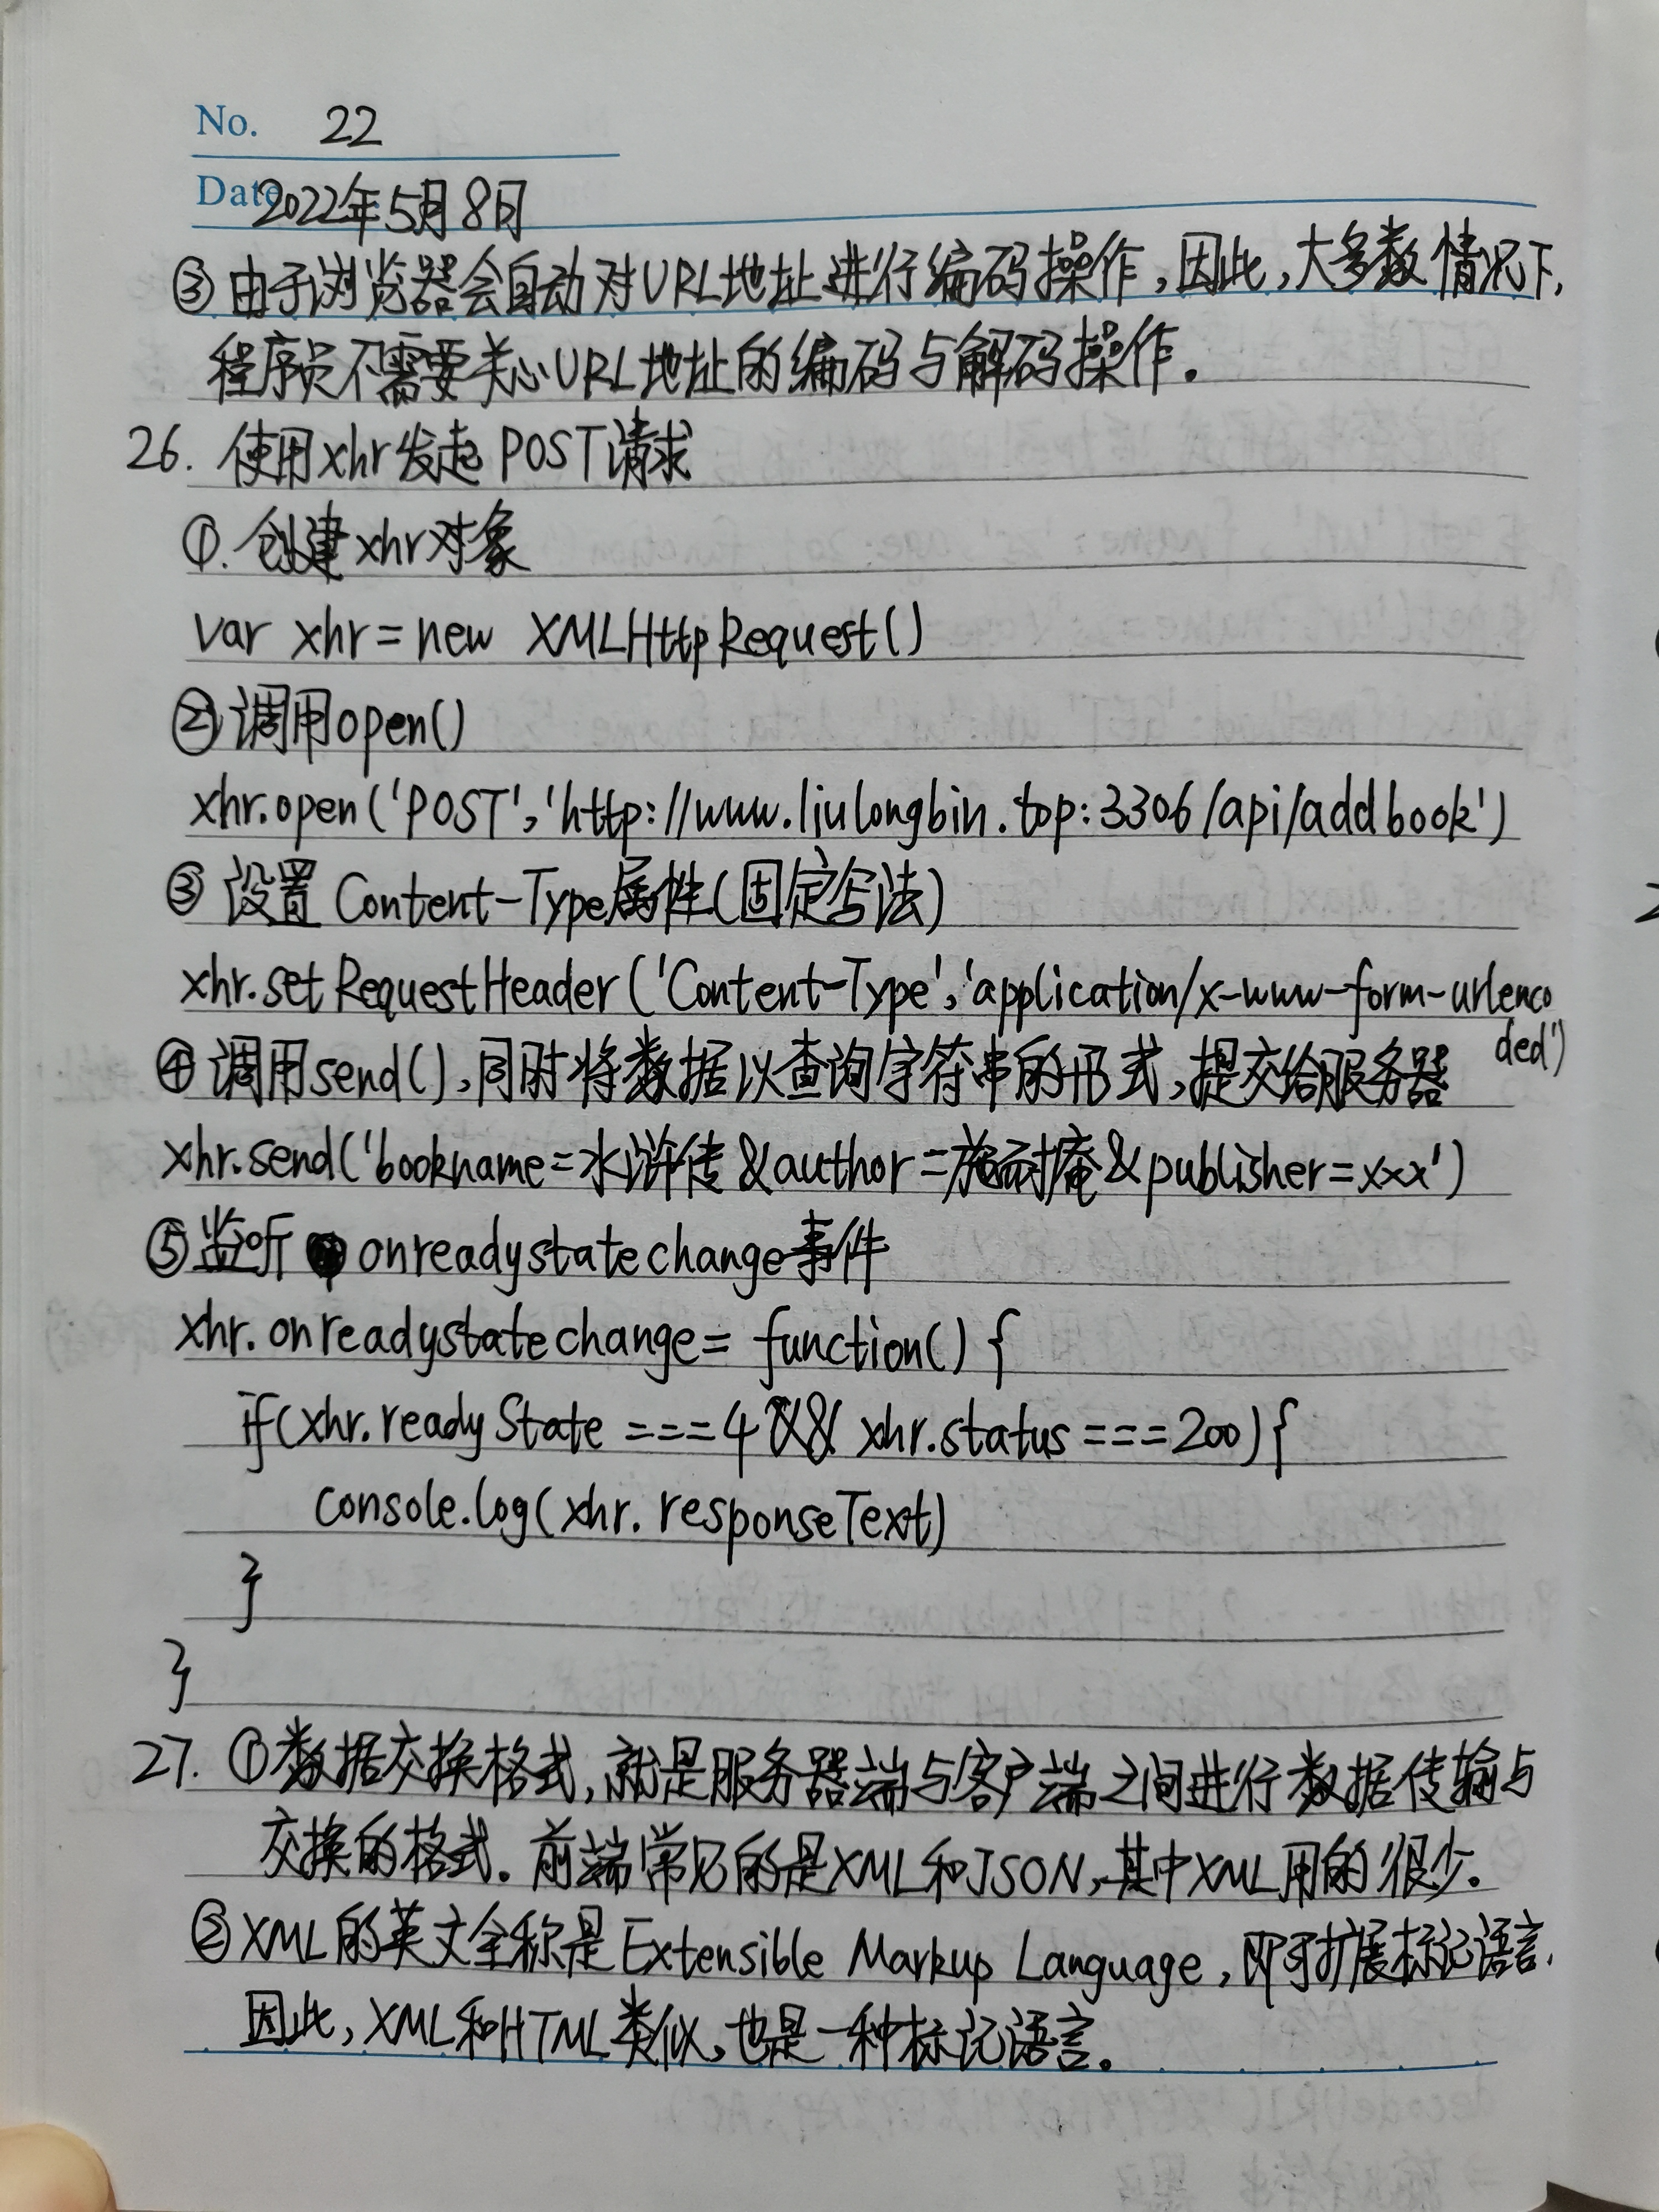 No. 22
Date 2022年5月8日
③由于浏览器会自动对URL地址进行编码操作,因此,大多数情况下,
程序员不需要关心URL地址的编码与解码操作.
26. 使用xhr发起POST请求
①.创建xhr对象
var xhr=new XMLHttpRequest()
②调用open()
xhr.open('POST','http://www.liulongbin.top:3306/api/addbook')
③设置Content-Type属性(固定写法)
xhr.setRequestHeader('Content-Type','application/x-www-form-urlenco
ded')
④调用send(),同时将数据以查询字符串的形式,提交给服务器
xhr.send('bookname=水浒传&author=施耐庵&publisher=xxx')
⑤监听 onreadystatechange事件
xhr.onreadystatechange= function() {
if(xhr.readyState ===4 && xhr.status ===200){
console.log(xhr.responseText)
}
}
27. ①数据交换格式,就是服务器端与客户端之间进行数据传输与
交换的格式.前端常见的是XML和JSON,其中XML用的很少.
②XML的英文全称是Extensible Markup Language,即可扩展标记语言.
因此,XML和HTML类似,也是一种标记语言。